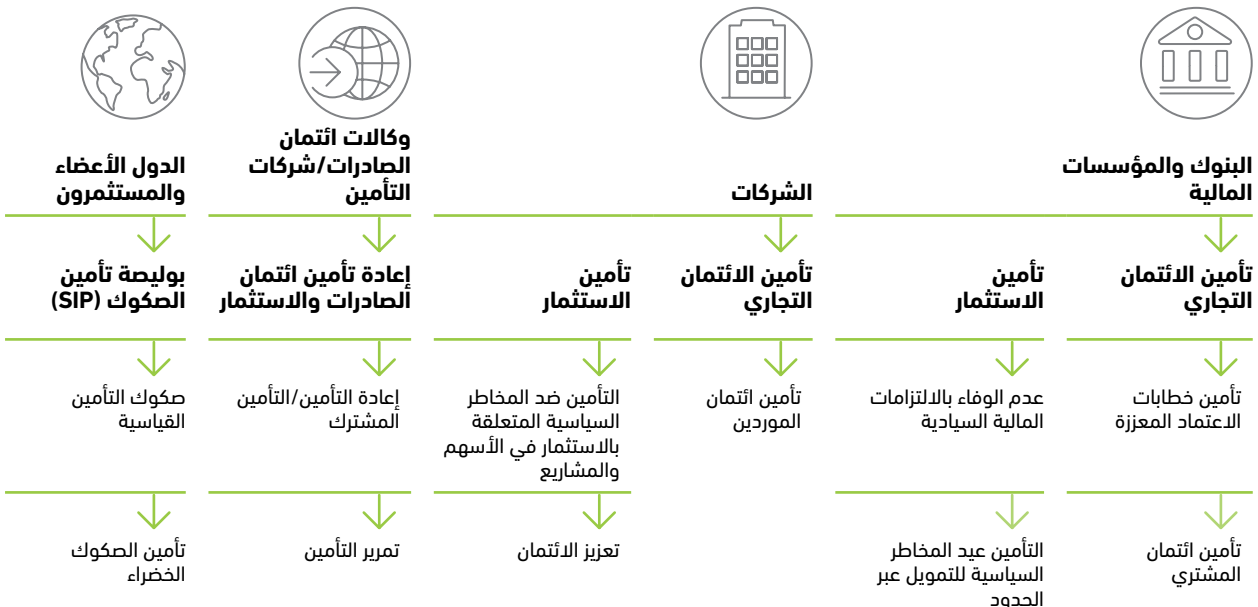 البنوك والمؤسسات
المالية
الشركات
وكالات ائتمان
الصادرات/شركات
التأمين
الدول الأعضاء
والمستثمرون
تأمين الائتمان
التجاري
تأمين
الاستثمار
تأمين الائتمان
التجاري
تأمين
الاستثمار
إعادة تأمين ائتمان
الصادرات والاستثمار
بوليصة تأمين
الصكوك (SIP)
تأمين خطابات
الاعتماد المعززة
عدم الوفاء بالالتزامات
المالية السيادية
تأمين ائتمان
الموردين
التأمين ضد المخاطر
السياسية المتعلقة
بالاستثمار في الأسهم
والمشاريع
إعادة التأمين/التأمين
المشترك
صكوك التأمين
القياسية
تأمين ائتمان
المشتري
التأمين عيد المخاطر
السياسية للتمويل عبر
الحدود
تعزيز الائتمان
تمرير التأمين
تأمين الصكوك
الخضراء